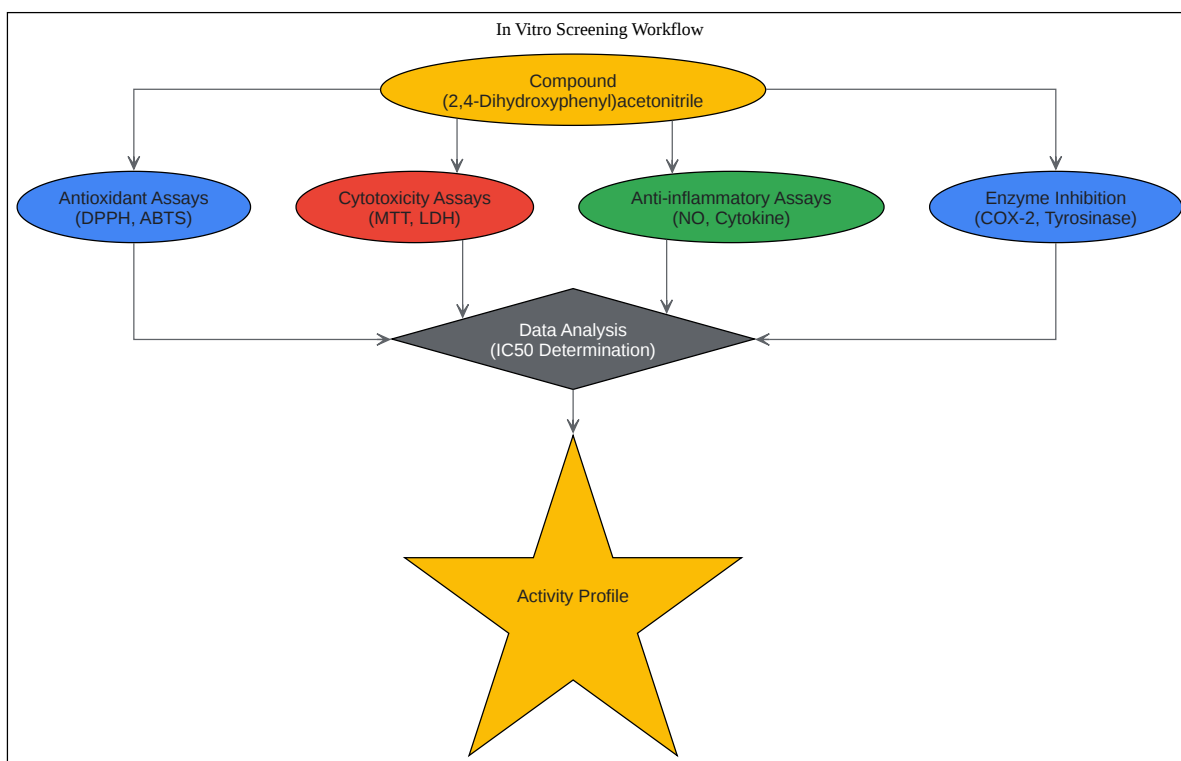 In Vitro Screening Workflow
Compound
(2,4-Dihydroxyphenyl)acetonitrile
Antioxidant Assays
(DPPH, ABTS)
Cytotoxicity Assays
(MTT, LDH)
Anti-inflammatory Assays
(NO, Cytokine)
Enzyme Inhibition
(COX-2, Tyrosinase)
Data Analysis
(IC50 Determination)
Activity Profile